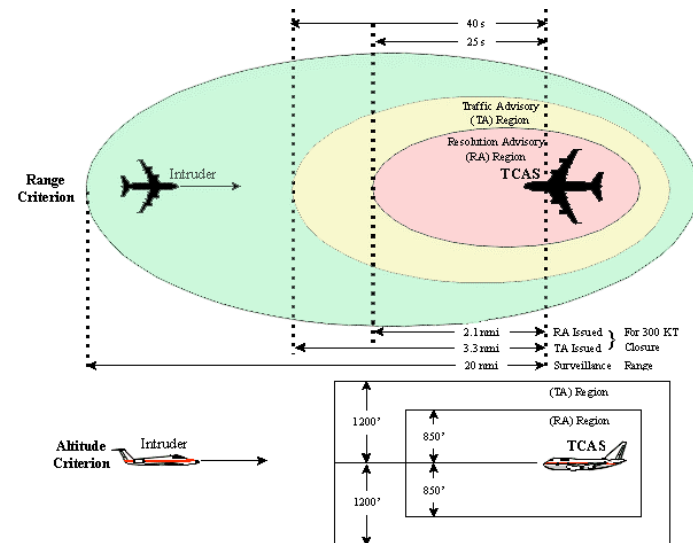 40 s
25 s
Traffic Advisory
(TA) Region
Resolution Advisory
(RA) Region
TCAS
Intruder
Range
Criterion
2.1 nmi RA Issued } For 300 KT
3.3 nmi TA Issued Closure
20 nmi Surveillance Range
(TA) Region
1200' 850' (RA) Region
Altitude
Criterion
Intruder
TCAS
1200' 850'